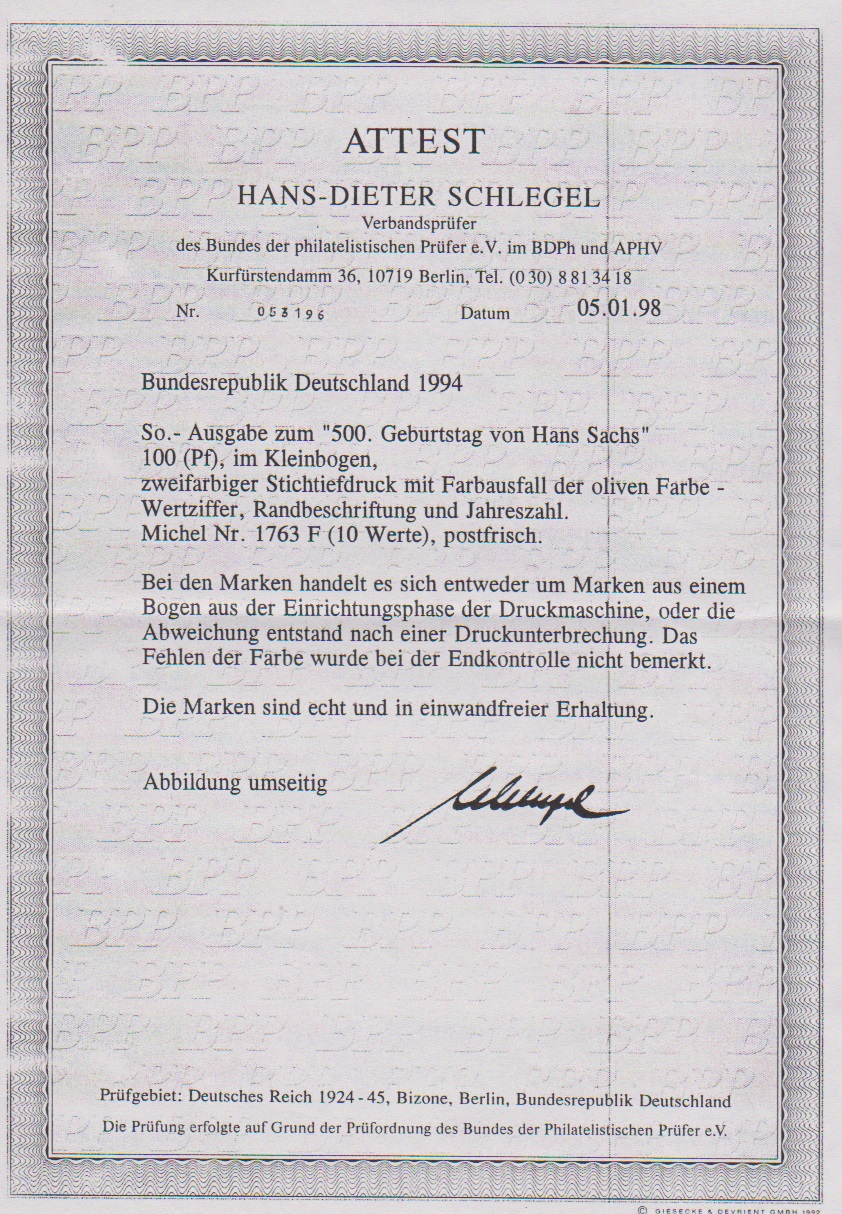 ATTEST
HANS-DIETER SCHLEGEL
Verbandsprüfer
des Bundes der philatelistischen Prüfer e.V. im BDPh und APHV
Kurfürstendamm 36, 10719 Berlin, Tel. (0 30) 8 81 34 18
Nr. 053196 Datum 05.01.98
Bundesrepublik Deutschland 1994
So.- Ausgabe zum "500. Geburtstag von Hans Sachs"
100 (Pf), im Kleinbogen,
zweifarbiger Stichtiefdruck mit Farbausfall der oliven Farbe -
Wertziffer, Randbeschriftung und Jahreszahl.
Michel Nr. 1763 F (10 Werte), postfrisch.
Bei den Marken handelt es sich entweder um Marken aus einem
Bogen aus der Einrichtungsphase der Druckmaschine, oder die
Abweichung entstand nach einer Druckunterbrechung. Das
Fehlen der Farbe wurde bei der Endkontrolle nicht bemerkt.
Die Marken sind echt und in einwandfreier Erhaltung.
Abbildung umseitig
Prüfgebiet: Deutsches Reich 1924 - 45, Bizone, Berlin, Bundesrepublik Deutschland
Die Prüfung erfolgte auf Grund der Prüfordnung des Bundes der Philatelistischen Prüfer e.V.
© GIESECKE & DEVRIENT GMBH 1992